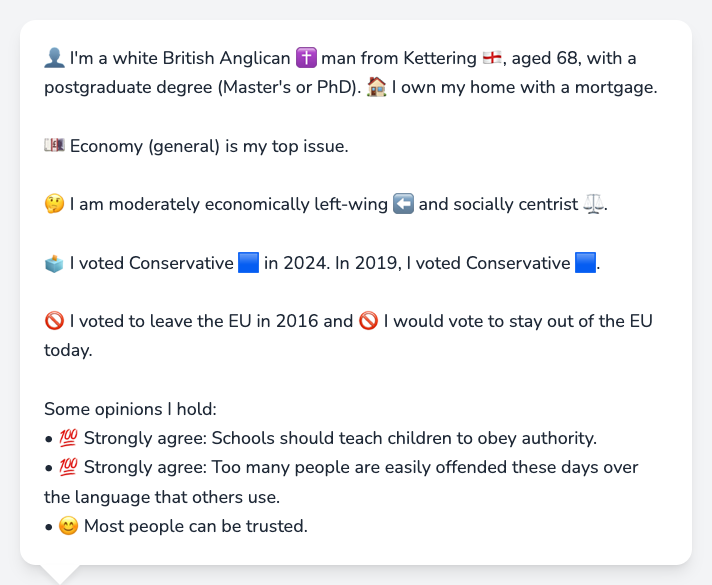 👤 I'm a white British Anglican ✝️ man from Kettering 🏴󠁧󠁢󠁥󠁮󠁧󠁿, aged 68, with a
postgraduate degree (Master's or PhD). 🏠 I own my home with a mortgage.
💷 Economy (general) is my top issue.
🤔 I am moderately economically left-wing ⬅️ and socially centrist ⚖️.
🗳️ I voted Conservative 🟦 in 2024. In 2019, I voted Conservative 🟦.
🚫 I voted to leave the EU in 2016 and 🚫 I would vote to stay out of the EU
today.
Some opinions I hold:
• 💯 Strongly agree: Schools should teach children to obey authority.
• 💯 Strongly agree: Too many people are easily offended these days over
the language that others use.
• 😊 Most people can be trusted.